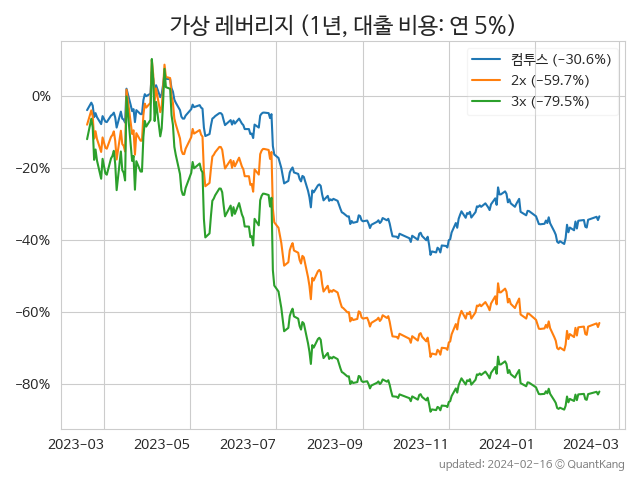 가상 레버리지 (1년, 대출 비용: 연 5%)
컴투스 (−30.6%)
2x (−59.7%)
3x (−79.5%)
0%
−20%
−40%
−60%
−80%
2023−03 2023−05 2023−07 2023−09 2023−11 2024−01 2024−03
updated: 2024-02-16 © QuantKang